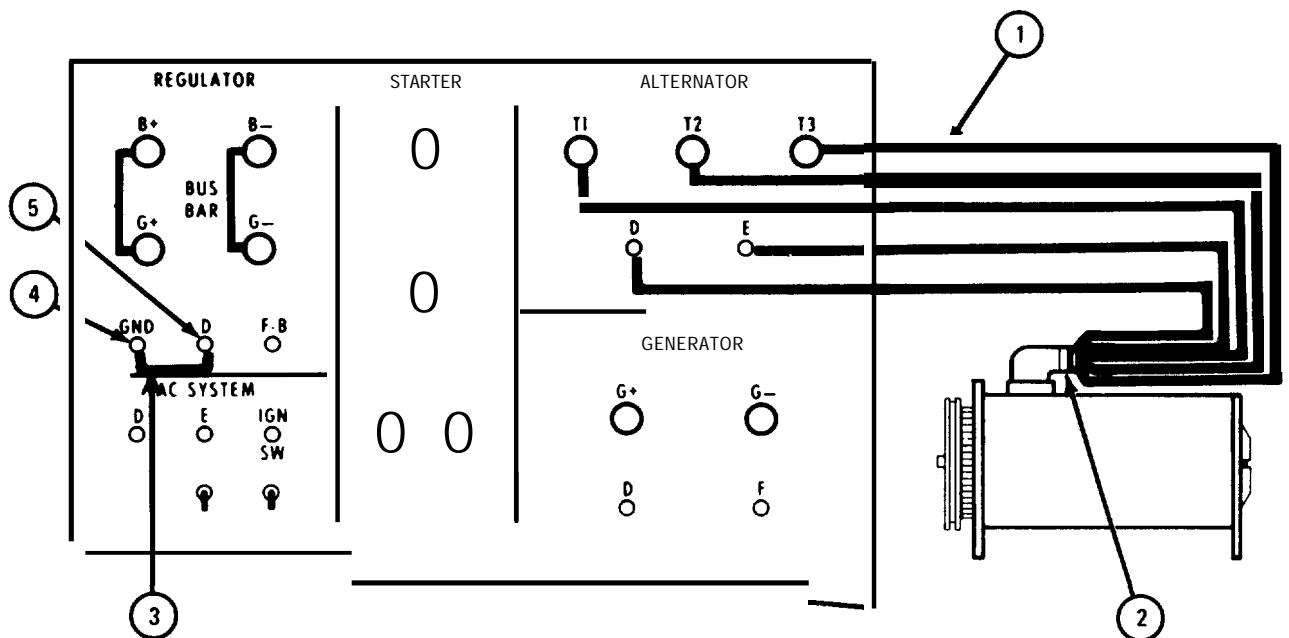 1
REGULATOR
STARTER
ALTERNATOR
B+ B–
O
T1 T2 T3
BUS
BAR
5
G+ G–
D E
4
O
GND D F-B
GENERATOR
AC SYSTEM
G+ G–
D E IGN
SW
O O
D F
3
2